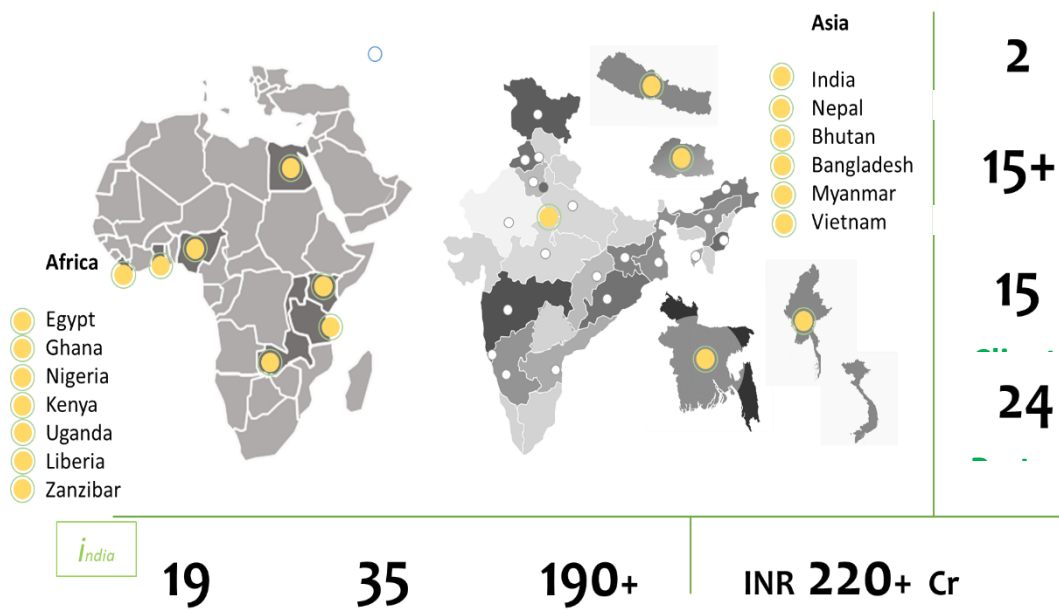 Asia
India
Nepal
Bhutan
Bangladesh
Myanmar
Vietnam
Africa
Egypt
Ghana
Nigeria
Kenya
Uganda
Liberia
Zanzibar
2
15+
15
24
india
19
35
190+
INR 220+ Cr